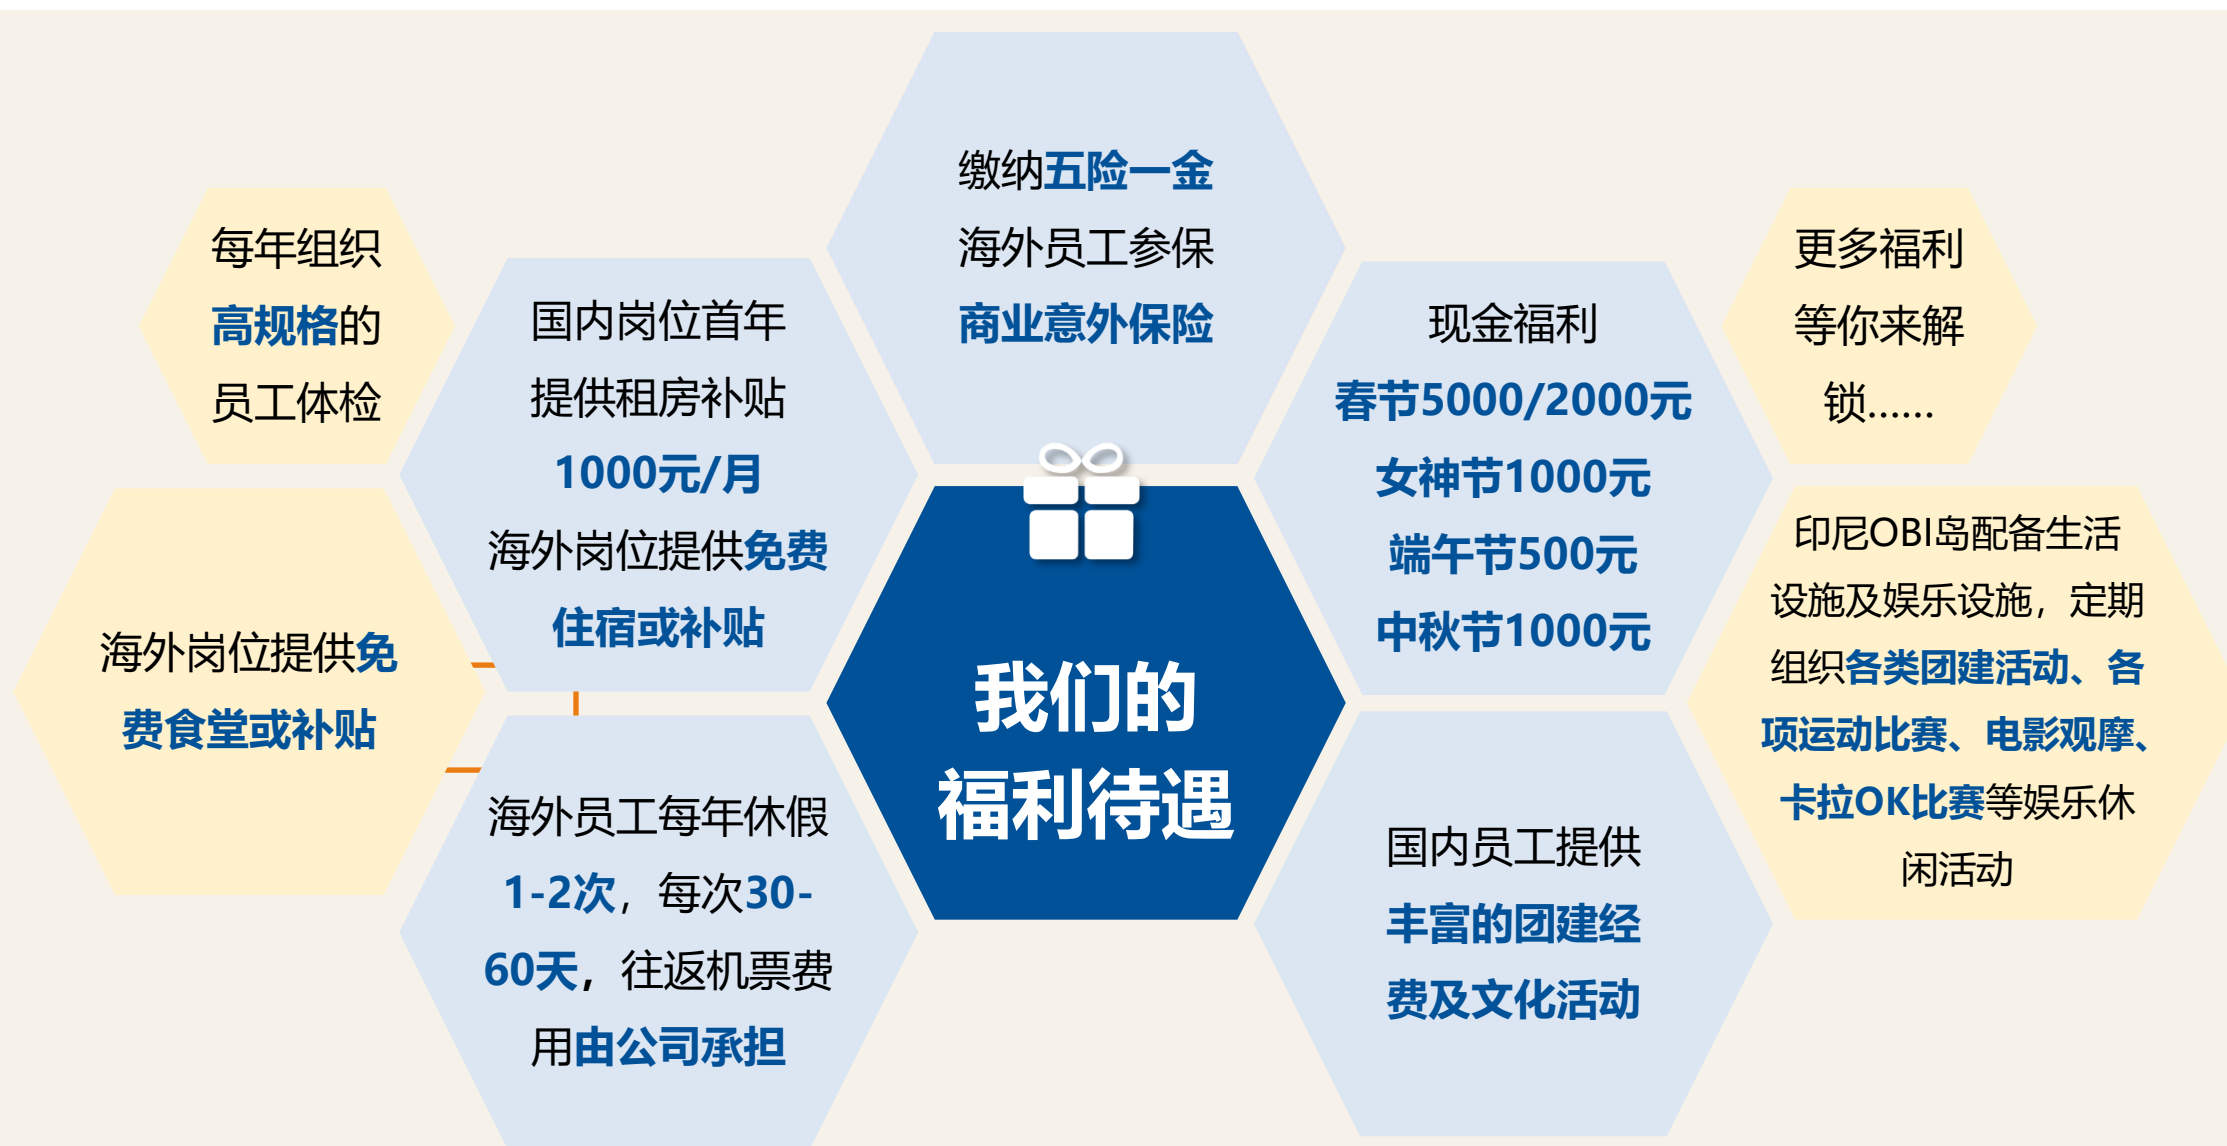 每年组织
高规格的
员工体检
海外岗位提供免
费食堂或补贴
国内岗位首年
提供租房补贴
1000元/月
海外岗位提供免费
住宿或补贴
海外员工每年休假
1-2次，每次30-
60天，往返机票费
用由公司承担
缴纳五险一金
海外员工参保
商业意外保险
我们的
福利待遇
现金福利
春节5000/2000元
女神节1000元
端午节500元
中秋节1000元
国内员工提供
丰富的团建经
费及文化活动
更多福利
等你来解
锁......
印尼OBI岛配备生活
设施及娱乐设施，定期
组织各类团建活动、各
项运动比赛、电影观摩、
卡拉OK比赛等娱乐休
闲活动